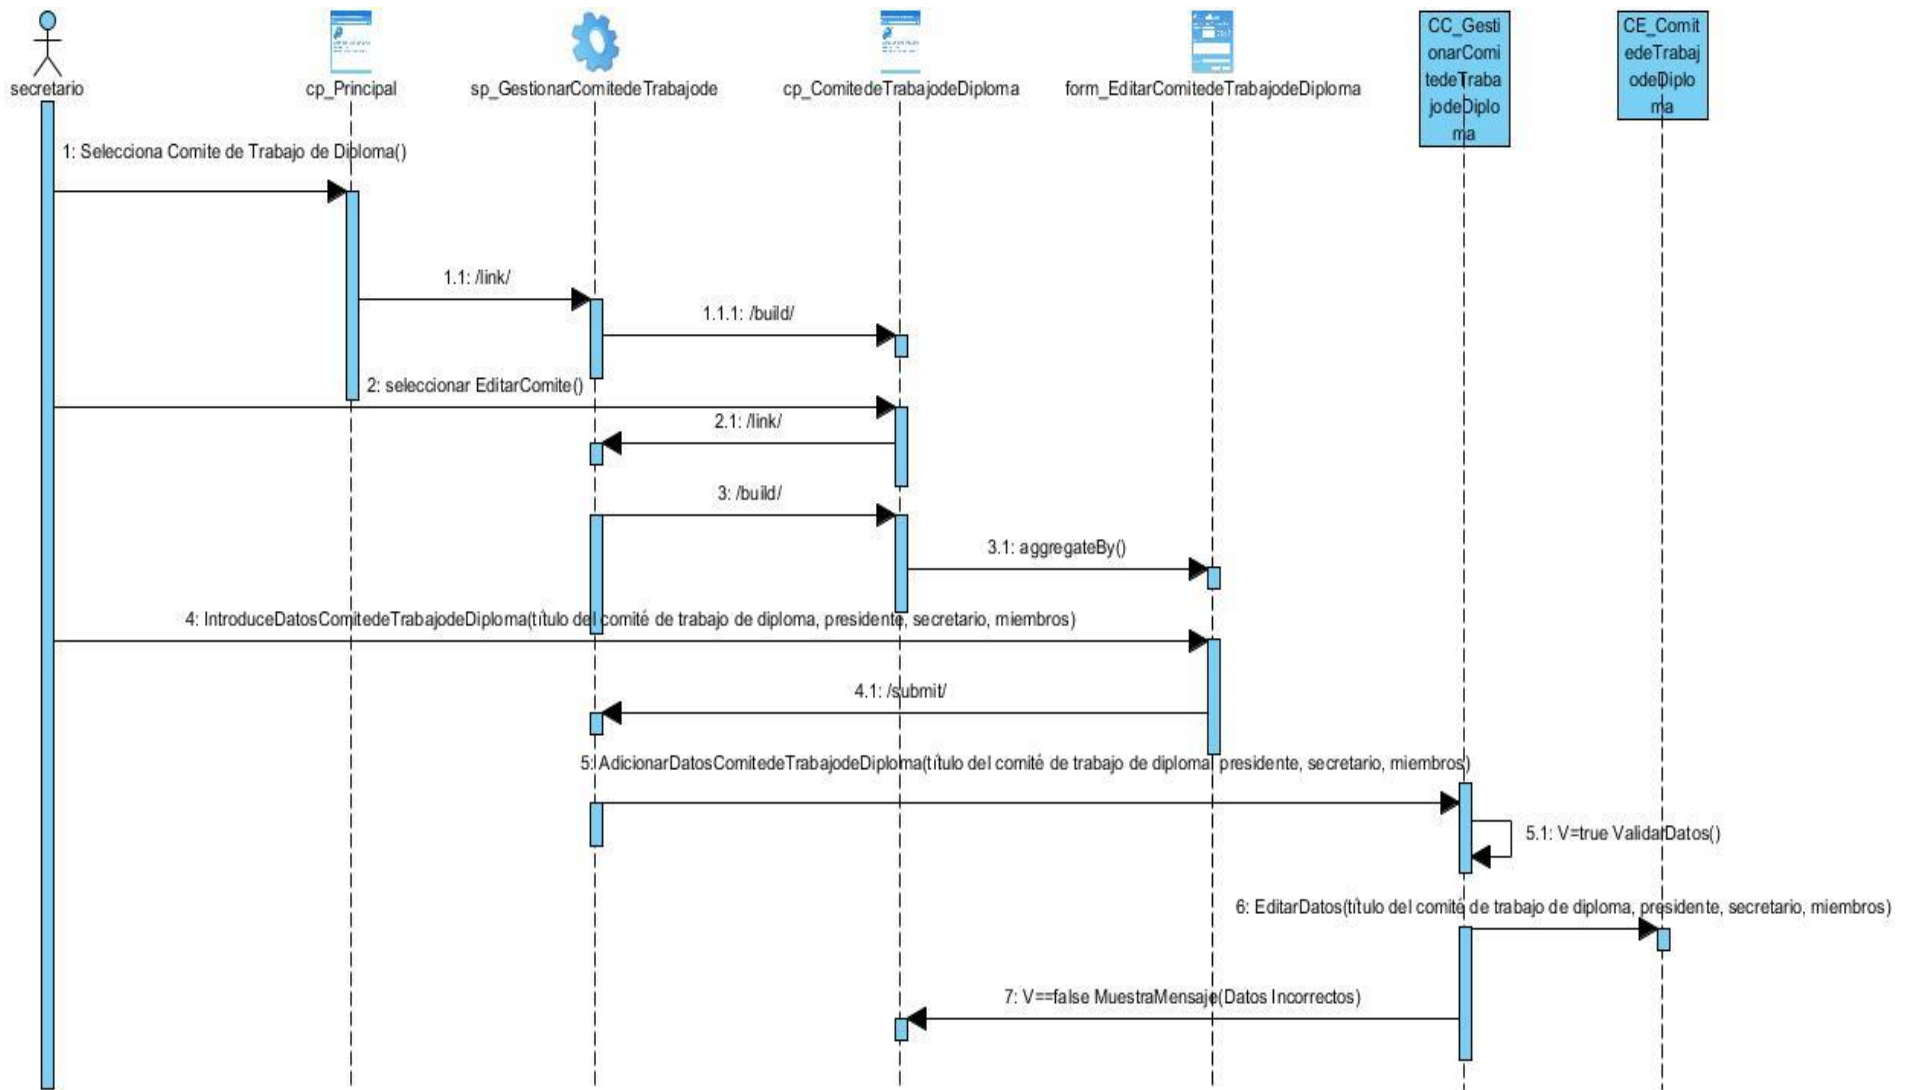 CC_Gesti
onarComi
tedeTraba
jodeDiplo
ma
CE_Comit
edeTrabaj
odeDiplo
ma
secretario
cp_Principal
sp_GestionarComitedeTrabajode
cp_ComitedeTrabajodeDiploma
form_EditarComitedeTrabajodeDiploma
1: Selecciona Comite de Trabajo de Diploma()
1.1: /link/
1.1.1: /build/
2: seleccionar EditarComite()
2.1: /link/
3: /build/
3.1: aggregateBy()
4: IntroduceDatosComitedeTrabajodeDiploma(título del comité de trabajo de diploma, presidente, secretario, miembros)
4.1: /submit/
5: AdicionarDatosComitedeTrabajodeDiploma(título del comité de trabajo de diploma, presidente, secretario, miembros)
5.1: V=true ValidarDatos()
6: EditarDatos(título del comité de trabajo de diploma, presidente, secretario, miembros)
7: V==false MuestraMensaje(Datos Incorrectos)